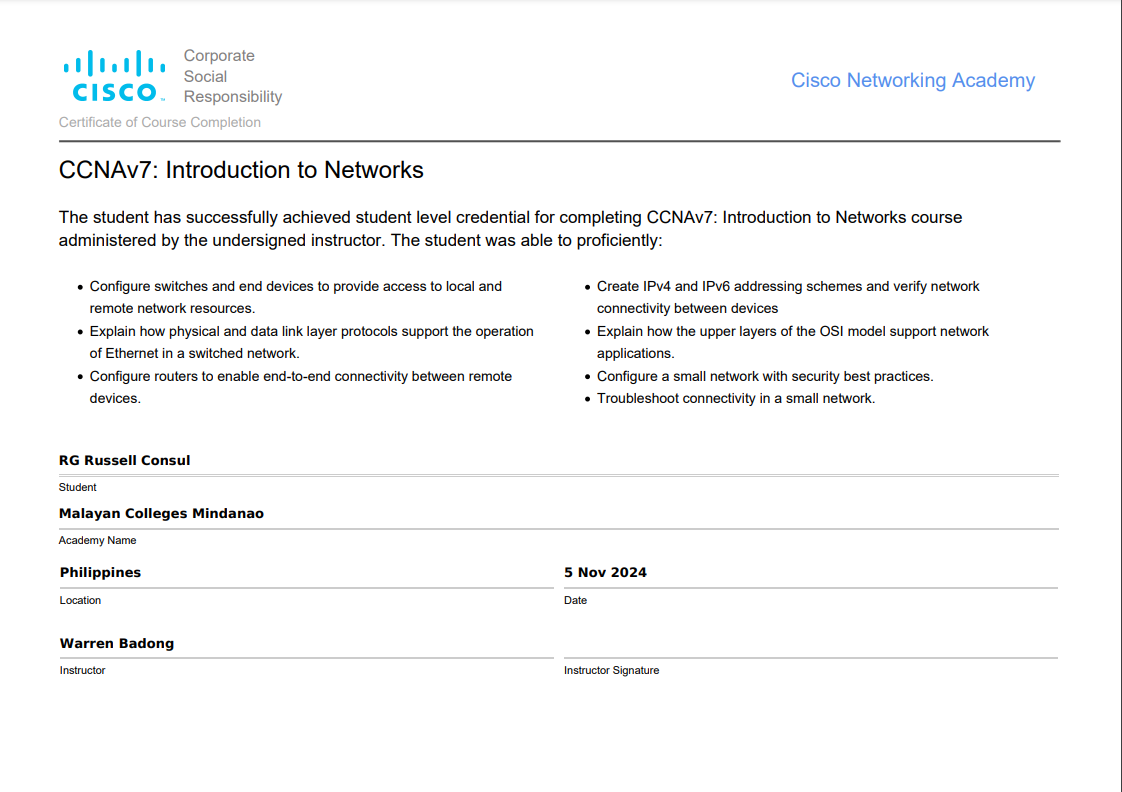 Corporate
Social
Responsibility
CISCO
Cisco Networking Academy
Certificate of Course Completion
CCNAv7: Introduction to Networks
The student has successfully achieved student level credential for completing CCNAv7: Introduction to Networks course
administered by the undersigned instructor. The student was able to proficiently:
• Configure switches and end devices to provide access to local and
remote network resources.
• Explain how physical and data link layer protocols support the operation
of Ethernet in a switched network.
• Configure routers to enable end-to-end connectivity between remote
devices.
• Create IPv4 and IPv6 addressing schemes and verify network
connectivity between devices
• Explain how the upper layers of the OSI model support network
applications.
• Configure a small network with security best practices.
• Troubleshoot connectivity in a small network.
RG Russell Consul
Student
Malayan Colleges Mindanao
Academy Name
Philippines
Location
5 Nov 2024
Date
Warren Badong
Instructor
Instructor Signature